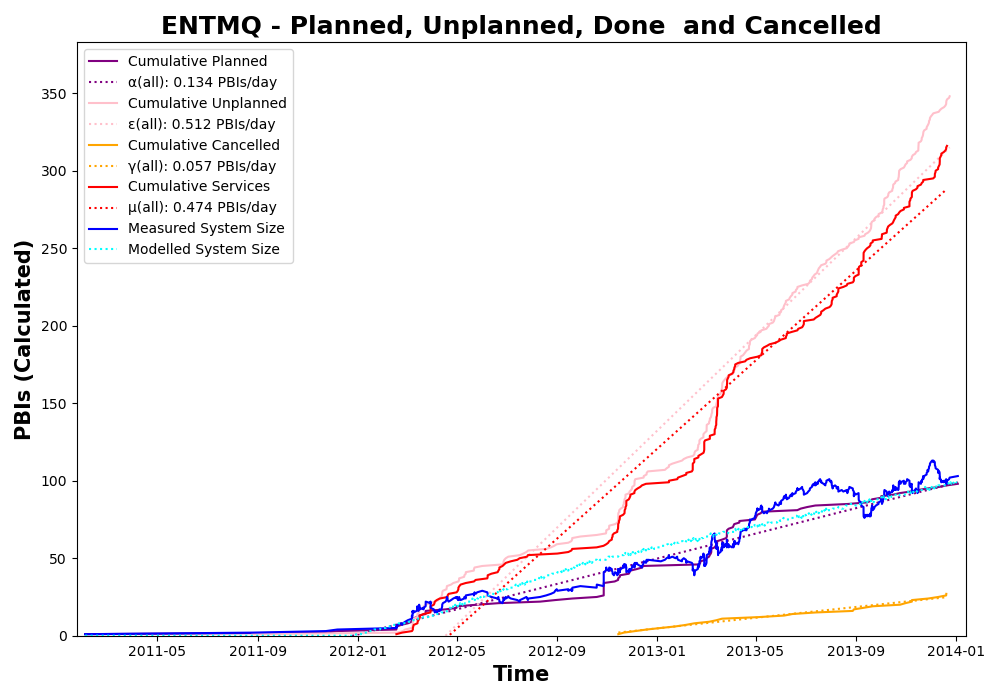 ENTMQ - Planned, Unplanned, Done  and Cancelled
Cumulative Planned
α(all): 0.134 PBIs/day
Cumulative Unplanned
ε(all): 0.512 PBIs/day
Cumulative Cancelled
γ(all): 0.057 PBIs/day
Cumulative Services
μ(all): 0.474 PBIs/day
Measured System Size
Modelled System Size
PBIs (Calculated)
350
300
250
200
150
100
50
0
2011-05 2011-09 2012-01 2012-05 2012-09 2013-01 2013-05 2013-09 2014-01
Time